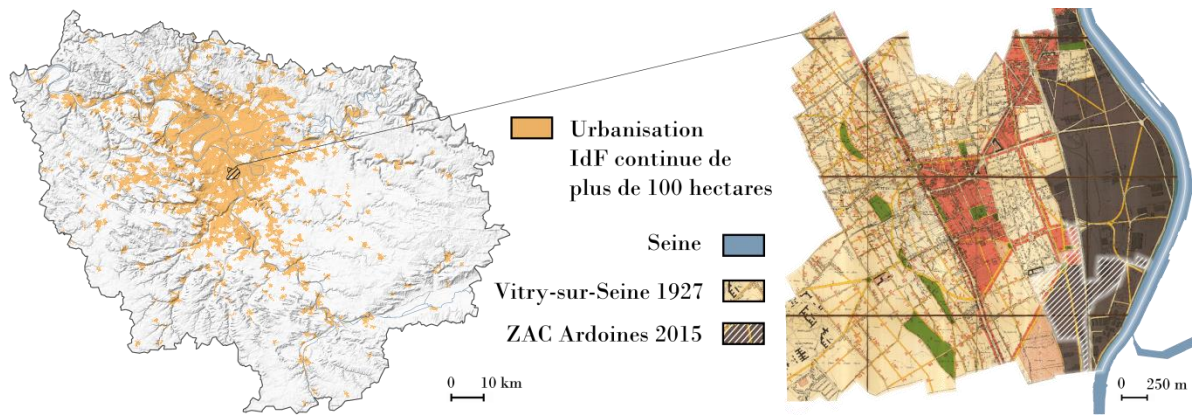 Urbanisation
IdF continue de
plus de 100 hectares
Seine
Vitry-sur-Seine 1927
ZAC Ardoines 2015
0 10 km
0 250 m